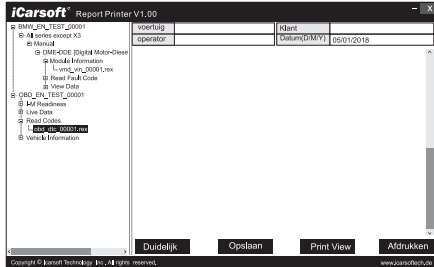 iCarsoft® Report Printer V1.00
- X
BMW_EN_TEST_00001
All series except X3
Manual
DME-DDE [Digital Motor-Diese
Module Information
vmd_vin_00001.rex
Read Fault Code
View Data
OBD_EN_TEST_00001
I-M Readiness
Live Data
Read Codes
obd_dtc_00001.rex
Vehicle Information
voertuig
Klant
operator
Datum(D/M/Y) 05/01/2018
Duidelijk Opslaan Print View Afdrukken
Copyright © Icarsoft Technology Inc, All rights reserved, www.icarsoftech.de